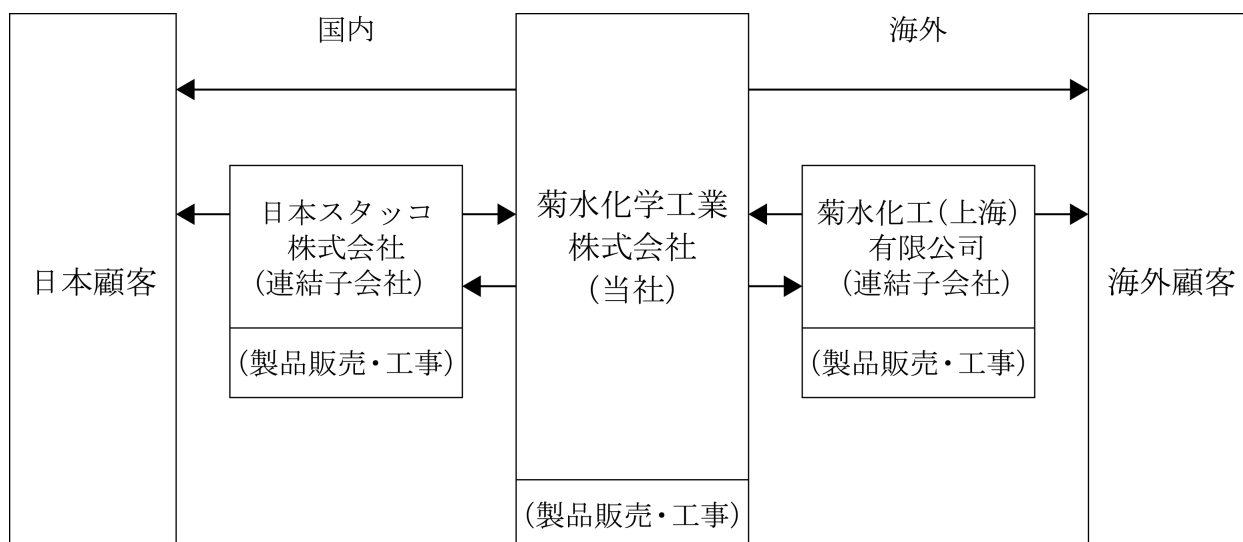 国内
海外
日本顧客
日本スタッコ
株式会社
(連結子会社)
(製品販売・工事)
菊水化学工業
株式会社
(当社)
(製品販売・工事)
菊水化工(上海)
有限公司
(連結子会社)
(製品販売・工事)
海外顧客